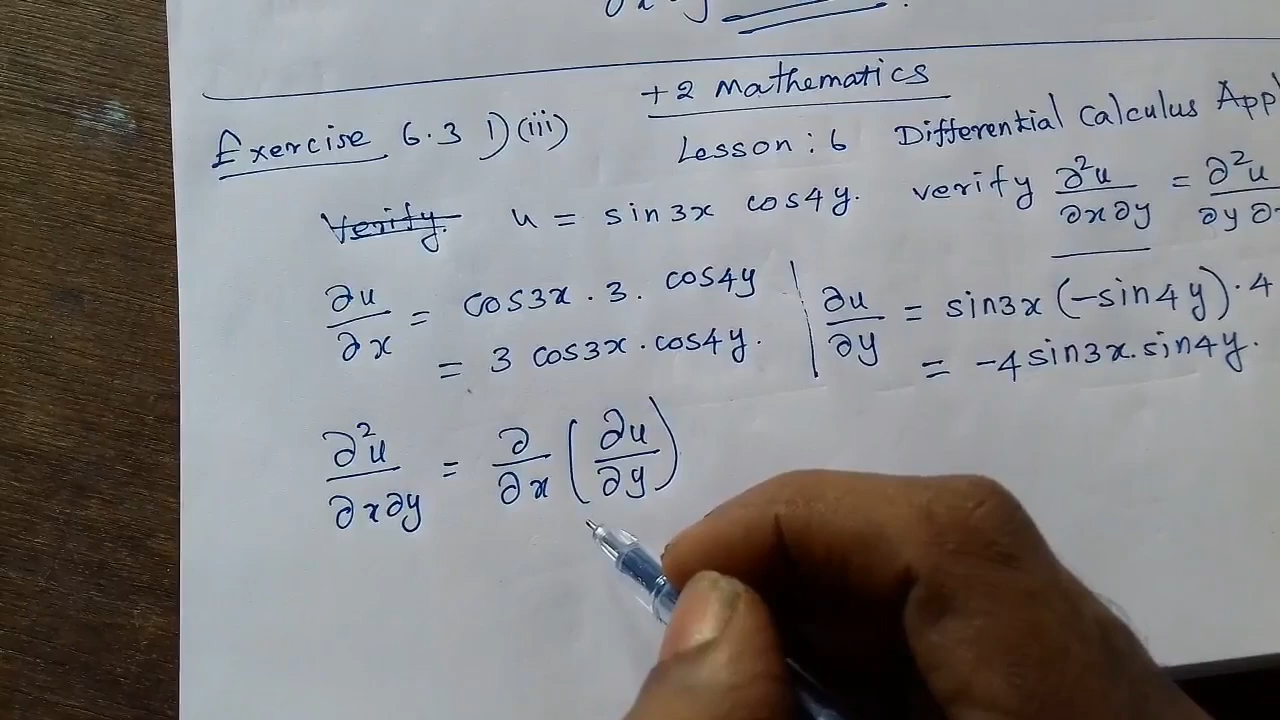 +2 Mathematics
Exercise 6.3 1)(iii)
Lesson : 6 Differential Calculus
Verify. u = sin3x cos4y. verify ∂²u/∂x∂y = ∂²u/∂y∂
∂u/∂x = cos3x · 3 · cos4y | ∂u/∂y = sin3x (-sin4y) · 4
= 3 cos3x · cos4y. | = -4 sin3x · sin4y.
∂²u/∂x∂y = ∂/∂x (∂u/∂y)